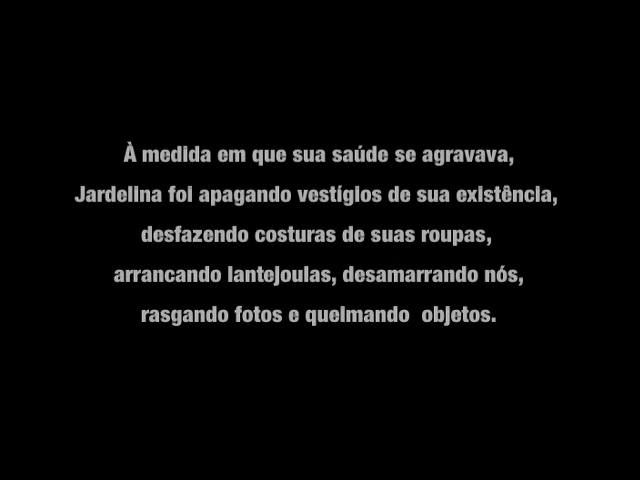 À medida em que sua saúde se agravava,
Jardelina foi apagando vestígios de sua existência,
desfazendo costuras de suas roupas,
arrancando lantejoulas, desamarrando nós,
rasgando fotos e queimando objetos.